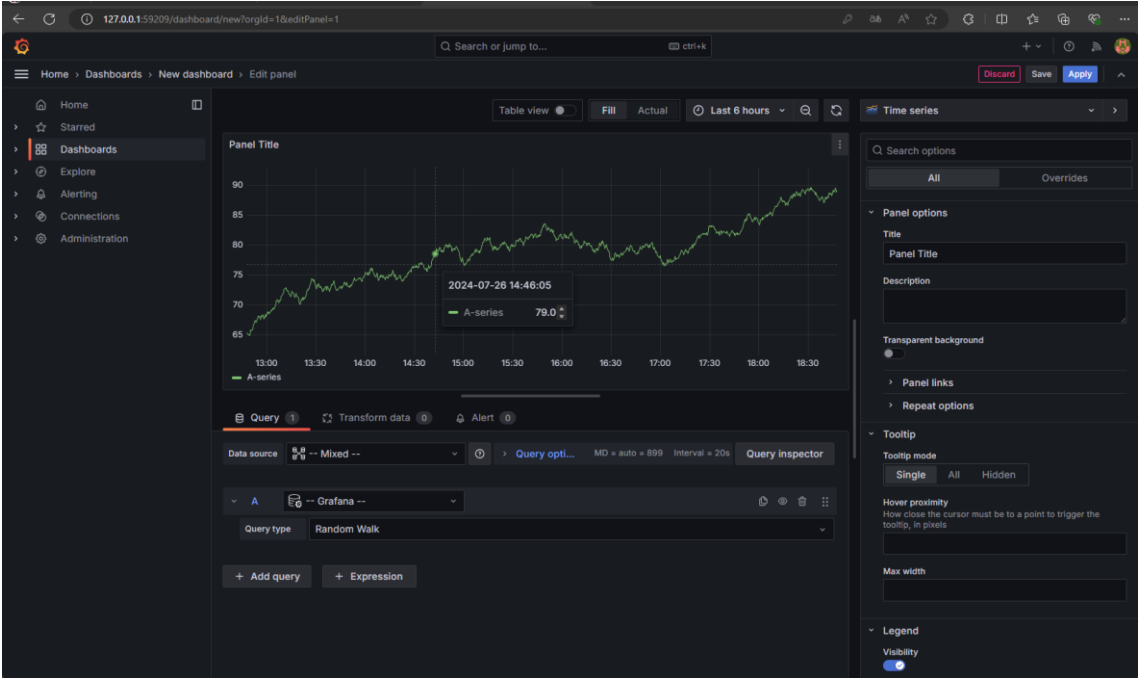 127.0.0.1:59209/dashboard/new?orgId=1&editPanel=1
Search or jump to... ctrl+k
Home › Dashboards › New dashboard › Edit panel
Discard Save Apply
Home
Starred
Dashboards
Explore
Alerting
Connections
Administration
Table view Fill Actual Last 6 hours
Panel Title
90
85
80
75
70
65
2024-07-26 14:46:05
A-series 79.0
13:00 13:30 14:00 14:30 15:00 15:30 16:00 16:30 17:00 17:30 18:00 18:30
A-series
Query 1 Transform data 0 Alert 0
Data source -- Mixed -- Query opti... MD = auto = 899 Interval = 20s Query inspector
A -- Grafana --
Query type Random Walk
+ Add query + Expression
Time series
Search options
All Overrides
Panel options
Title
Panel Title
Description
Transparent background
Panel links
Repeat options
Tooltip
Tooltip mode
Single All Hidden
Hover proximity
How close the cursor must be to a point to trigger the
tooltip, in pixels
Max width
Legend
Visibility